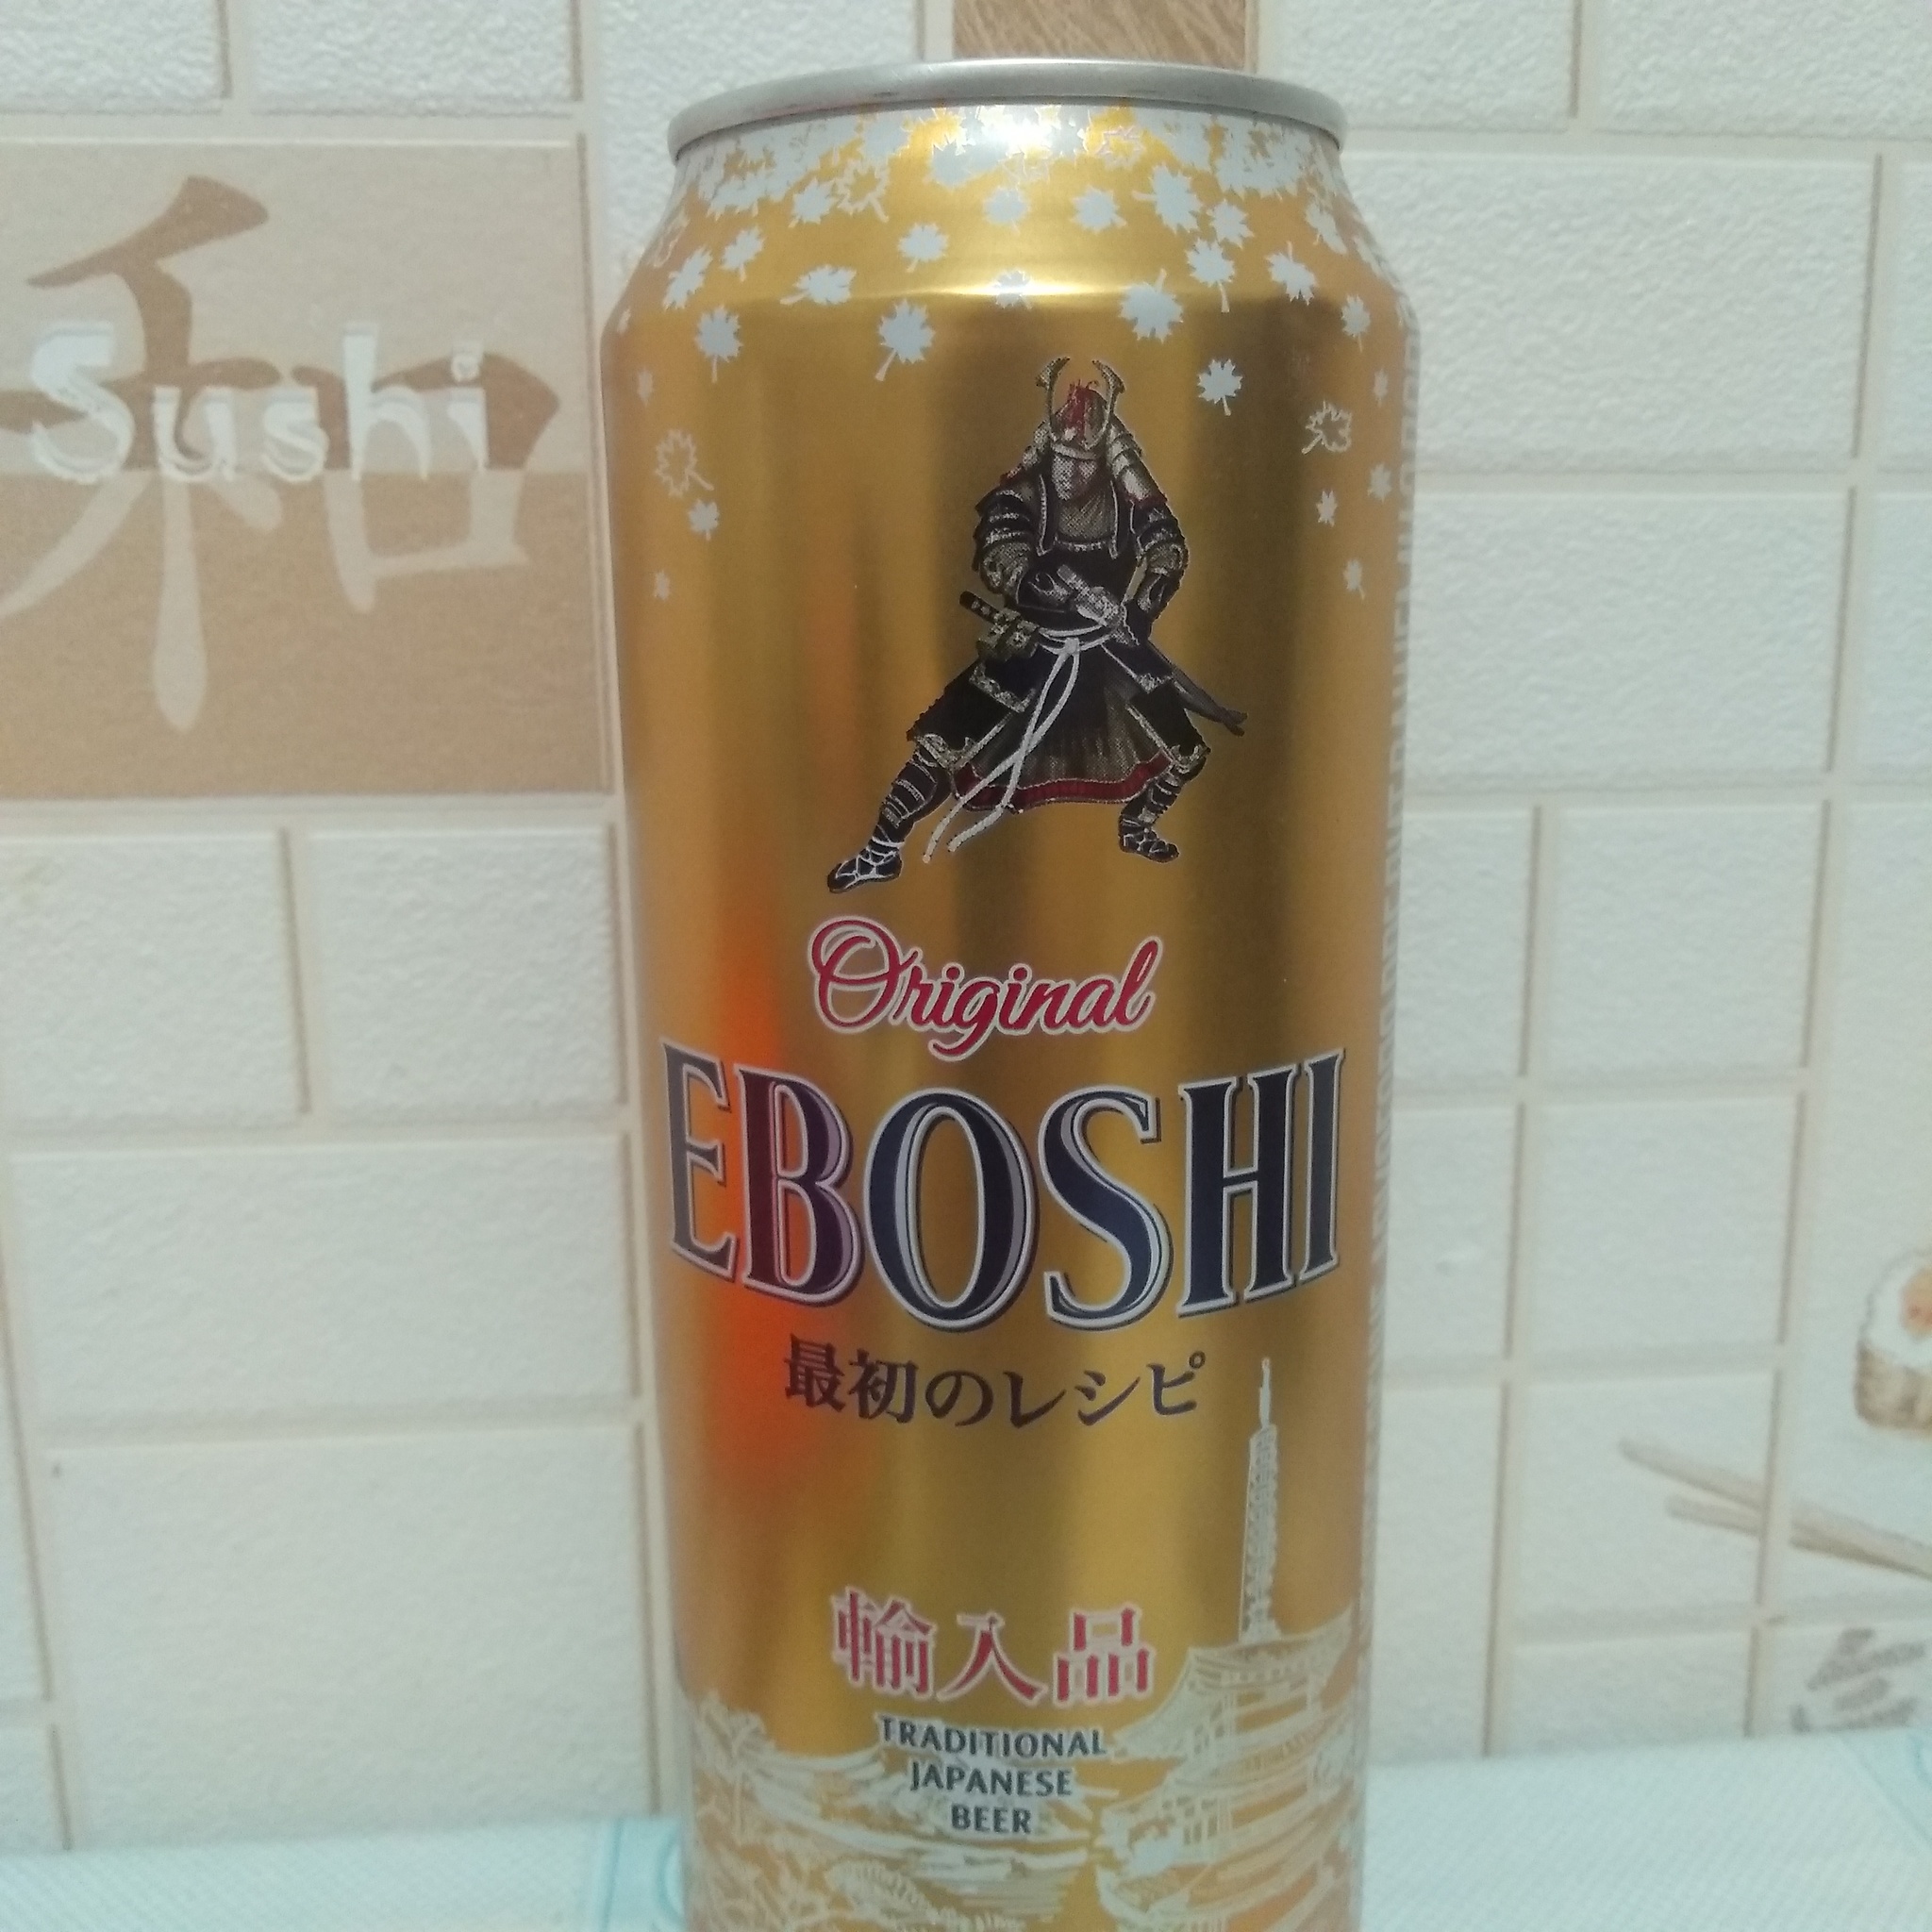 和
Sushi
Original
EBOSHI
最初のレシピ
輸入品
TRADITIONAL
JAPANESE
BEER